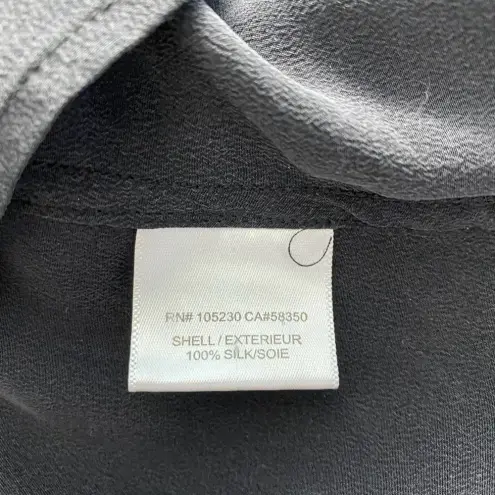 RN# 105230 CA#58350
SHELL / EXTERIEUR
100% SILK/SOIE